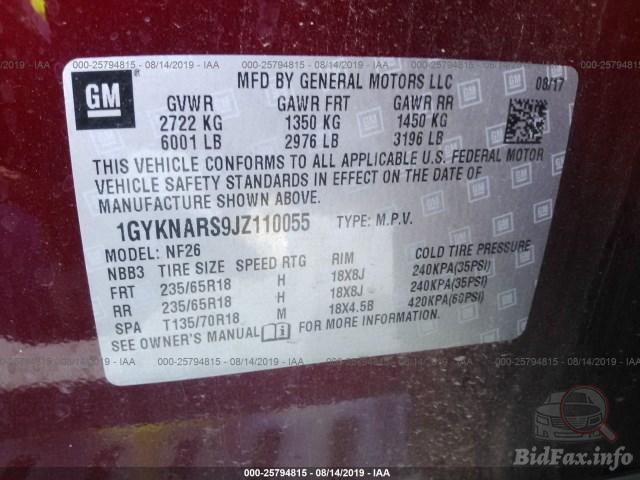 000-25794815 - 08/14/2019 - IAA
GM
MFD BY GENERAL MOTORS LLC 08/17
GVWR GAWR FRT GAWR RR
2722 KG 1350 KG 1450 KG
6001 LB 2976 LB 3196 LB
THIS VEHICLE CONFORMS TO ALL APPLICABLE U.S. FEDERAL MOTOR
VEHICLE SAFETY STANDARDS IN EFFECT ON THE DATE OF
MANUFACTURE SHOWN ABOVE.
1GYKNARS9JZ110055 TYPE: M.P.V.
MODEL: NF26
NBB3 TIRE SIZE SPEED RTG RIM COLD TIRE PRESSURE
FRT 235/65R18 H 18X8J 240KPA(35PSI)
RR 235/65R18 H 18X8J 240KPA(35PSI)
SPA T135/70R18 M 18X4.5B 420KPA(60PSI)
SEE OWNER'S MANUAL FOR MORE INFORMATION.
000-25794815 - 08/14/2019 - IAA
000-25794815 - 08/14/2019 - IAA
BidFax.info